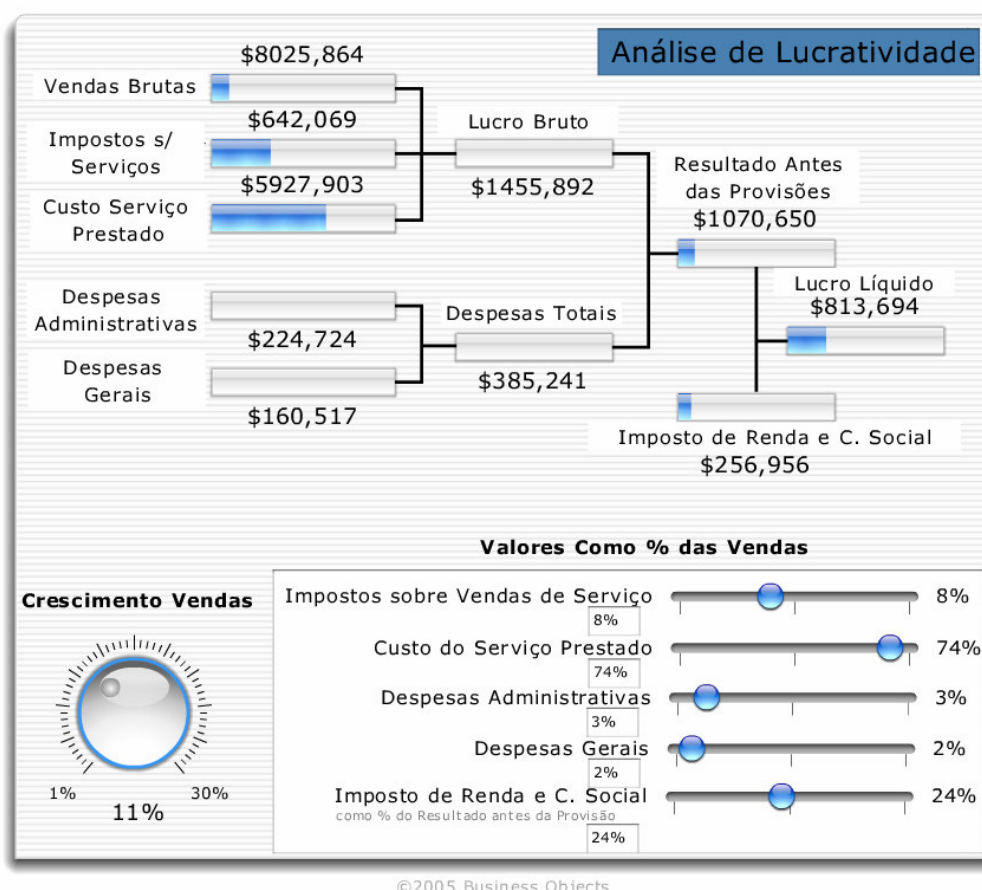 Análise de Lucratividade
$8025,864
Vendas Brutas
$642,069
Impostos s/
Serviços
$5927,903
Custo Serviço
Prestado
Lucro Bruto
$1455,892
Resultado Antes
das Provisões
$1070,650
Lucro Líquido
$813,694
Despesas
Administrativas
$224,724
Despesas
Gerais
$160,517
Despesas Totais
$385,241
Imposto de Renda e C. Social
$256,956
Valores Como % das Vendas
Crescimento Vendas
1%
30%
11%
Impostos sobre Vendas de Serviço
8%
8%
Custo do Serviço Prestado
74%
74%
Despesas Administrativas
3%
3%
Despesas Gerais
2%
2%
Imposto de Renda e C. Social
24%
como % do Resultado antes da Provisão
24%
©2005 Business Objects